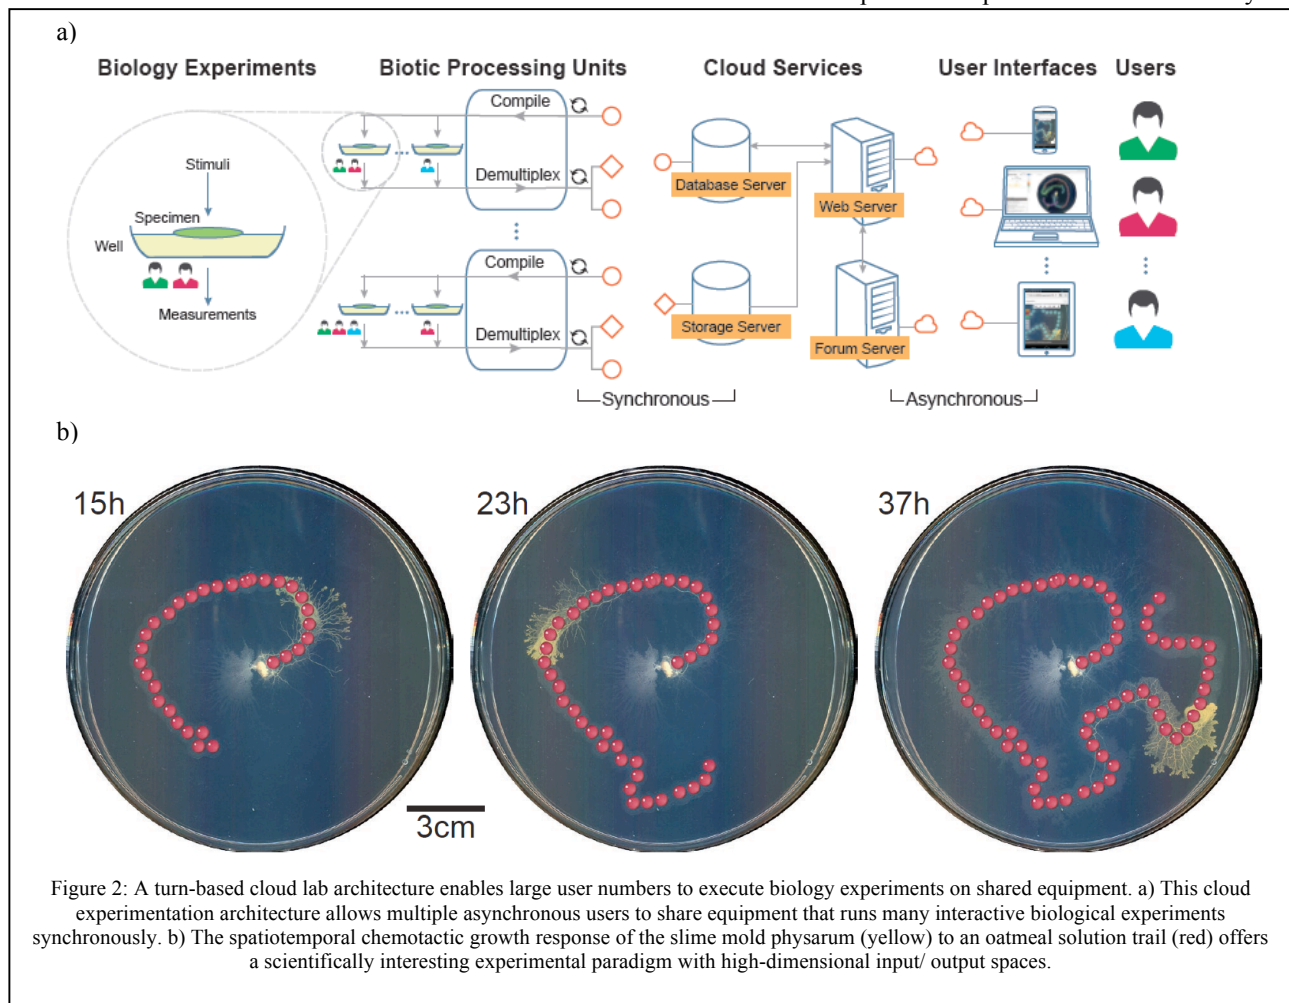 a)
Biology Experiments Biotic Processing Units Cloud Services User Interfaces Users
Compile
Stimuli
Demultiplex
Database Server
Specimen
Web Server
Well
Compile
Measurements
Storage Server
Demultiplex
Forum Server
Synchronous
Asynchronous
b)
15h
23h
37h
3cm
Figure 2: A turn-based cloud lab architecture enables large user numbers to execute biology experiments on shared equipment. a) This cloud
experimentation architecture allows multiple asynchronous users to share equipment that runs many interactive biological experiments
synchronously. b) The spatiotemporal chemotactic growth response of the slime mold physarum (yellow) to an oatmeal solution trail (red) offers
a scientifically interesting experimental paradigm with high-dimensional input/ output spaces.